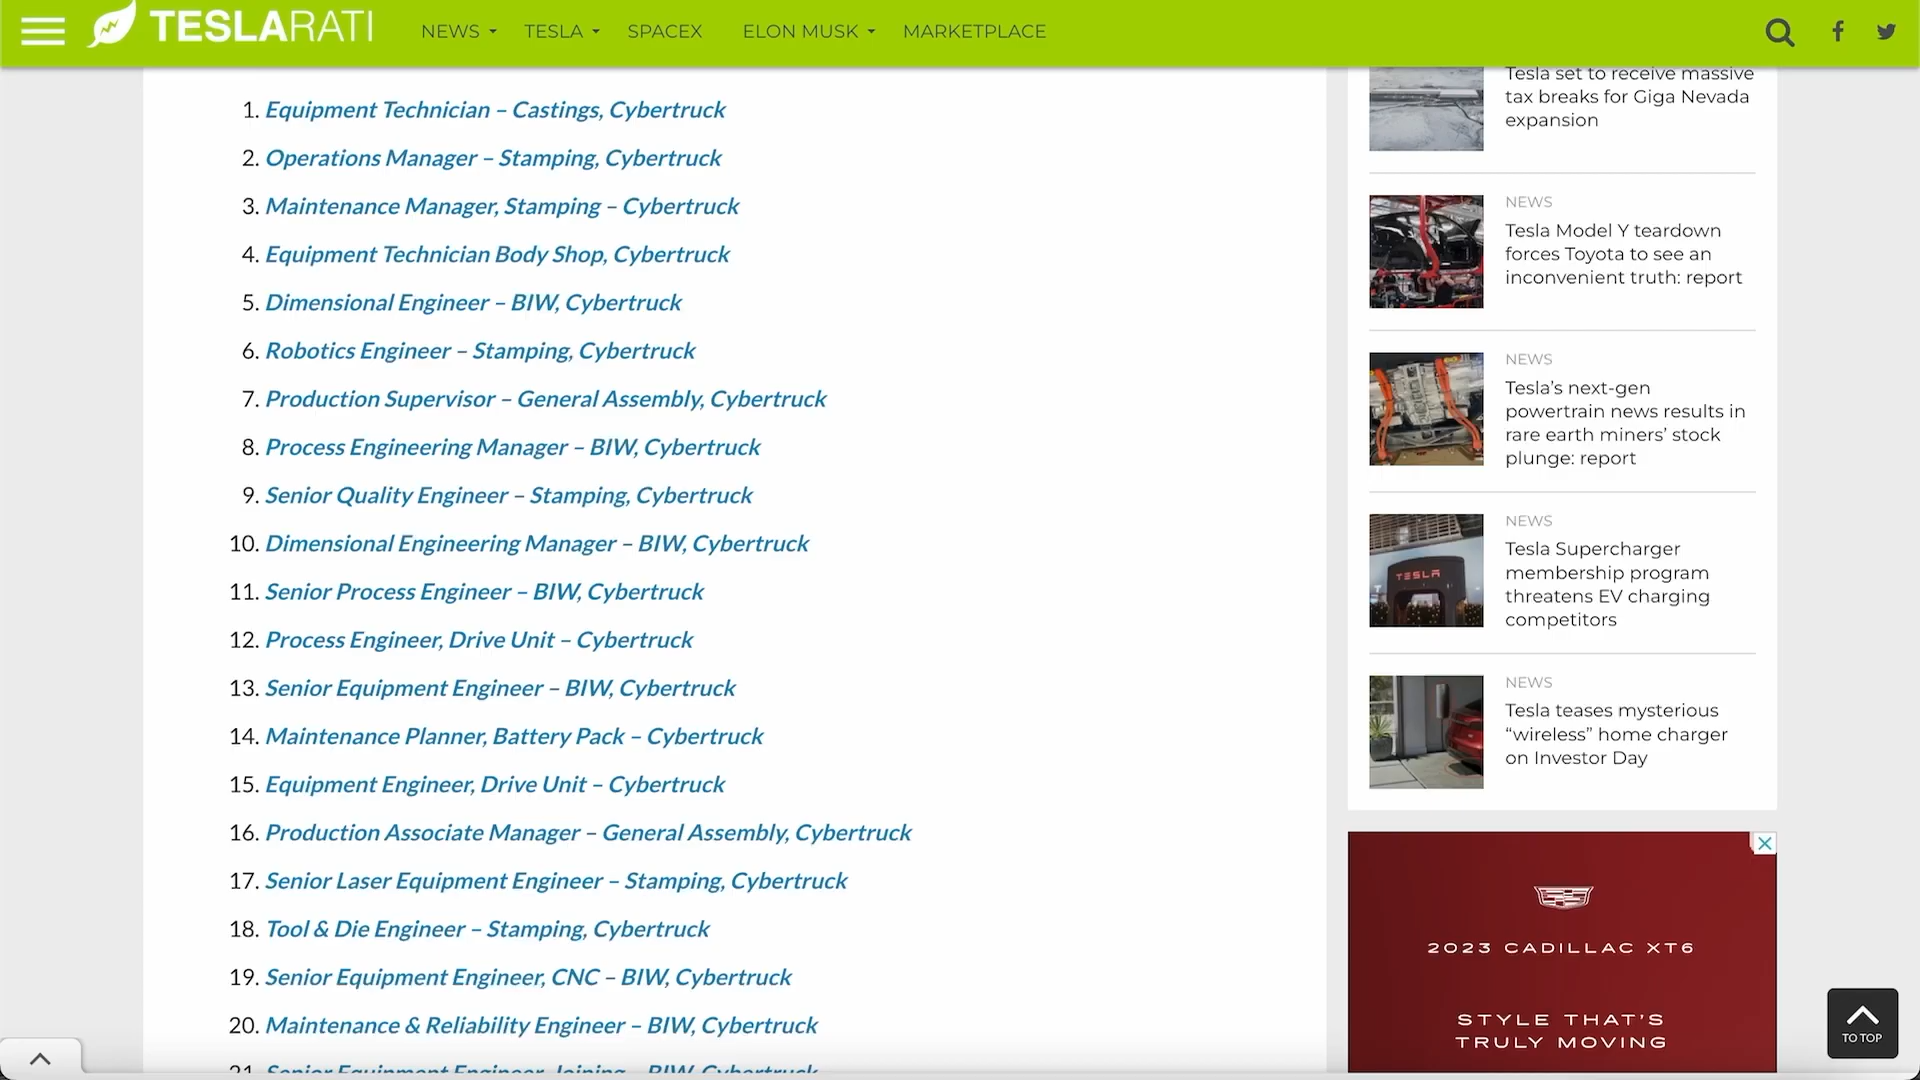 TESLARATI
NEWS
TESLA
SPACEX
ELON MUSK
MARKETPLACE
1. Equipment Technician – Castings, Cybertruck
2. Operations Manager – Stamping, Cybertruck
3. Maintenance Manager, Stamping – Cybertruck
4. Equipment Technician Body Shop, Cybertruck
5. Dimensional Engineer – BIW, Cybertruck
6. Robotics Engineer – Stamping, Cybertruck
7. Production Supervisor – General Assembly, Cybertruck
8. Process Engineering Manager – BIW, Cybertruck
9. Senior Quality Engineer – Stamping, Cybertruck
10. Dimensional Engineering Manager – BIW, Cybertruck
11. Senior Process Engineer – BIW, Cybertruck
12. Process Engineer, Drive Unit – Cybertruck
13. Senior Equipment Engineer – BIW, Cybertruck
14. Maintenance Planner, Battery Pack – Cybertruck
15. Equipment Engineer, Drive Unit – Cybertruck
16. Production Associate Manager – General Assembly, Cybertruck
17. Senior Laser Equipment Engineer – Stamping, Cybertruck
18. Tool & Die Engineer – Stamping, Cybertruck
19. Senior Equipment Engineer, CNC – BIW, Cybertruck
20. Maintenance & Reliability Engineer – BIW, Cybertruck
21. Senior Equipment Engineer, Joining – BIW, Cybertruck
Tesla set to receive massive
tax breaks for Giga Nevada
expansion
NEWS
Tesla Model Y teardown
forces Toyota to see an
inconvenient truth: report
NEWS
Tesla’s next-gen
powertrain news results in
rare earth miners’ stock
plunge: report
NEWS
Tesla Supercharger
membership program
threatens EV charging
competitors
TESLA
NEWS
Tesla teases mysterious
“wireless” home charger
on Investor Day
2023 CADILLAC XT6
STYLE THAT’S
TRULY MOVING
TO TOP